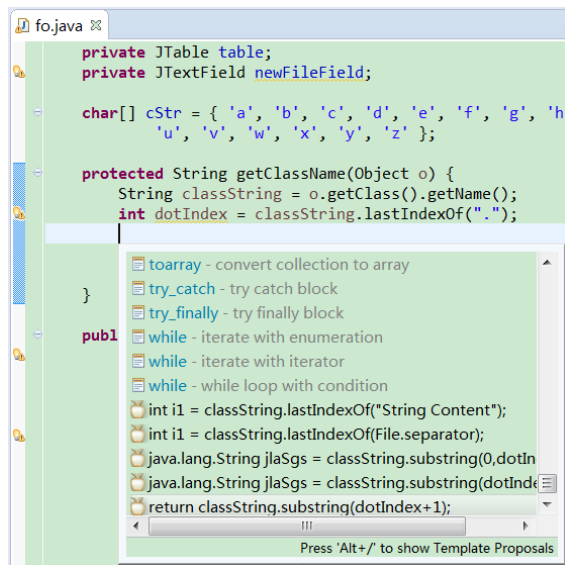 fo.java
private JTable table;
private JTextField newFileField;
char[] cStr = { 'a', 'b', 'c', 'd', 'e', 'f', 'g', 'h
'u', 'v', 'w', 'x', 'y', 'z' };
protected String getClassName(Object o) {
String classString = o.getClass().getName();
int dotIndex = classString.lastIndexOf(".");
toarray - convert collection to array
try_catch - try catch block
try_finally - try finally block
}
while - iterate with enumeration
publ
while - iterate with iterator
while - while loop with condition
int i1 = classString.lastIndexOf("String Content");
int i1 = classString.lastIndexOf(File.separator);
java.lang.String jlaSgs = classString.substring(0,dotIn
java.lang.String jlaSgs = classString.substring(dotInde
return classString.substring(dotIndex+1);
Press 'Alt+/' to show Template Proposals